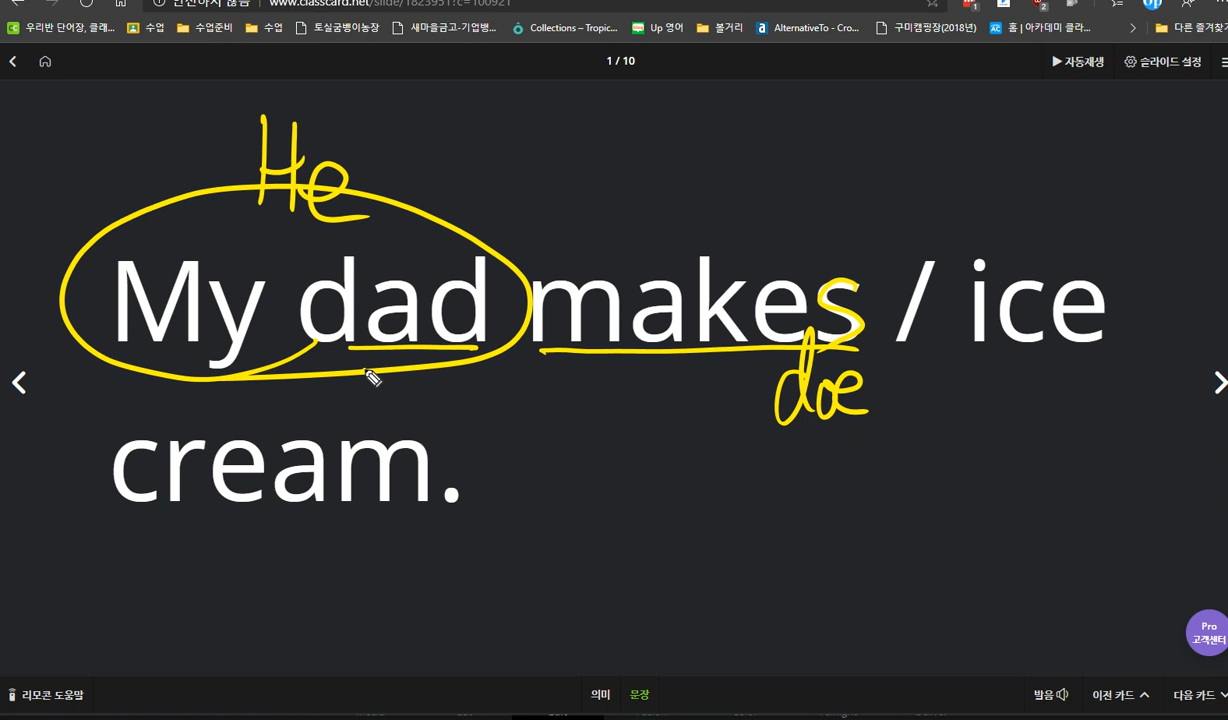 www.classcard.net/slide/1823951?c=100921
우리반 단어장, 클래... 수업 수업준비 수업 토실굼벵이농장 새마을금고-기업뱅... Collections – Tropic... Up 영어 볼거리 AlternativeTo - Cro... 구미캠핑장(2018년) 홈 | 아카데미 클라... 다른 즐겨찾기
1 / 10 자동재생 슬라이드 설정
He
My dad makes / ice
doe
cream.
Pro
고객센터
리모콘 도움말 의미 문장 발음 이전 카드 다음 카드